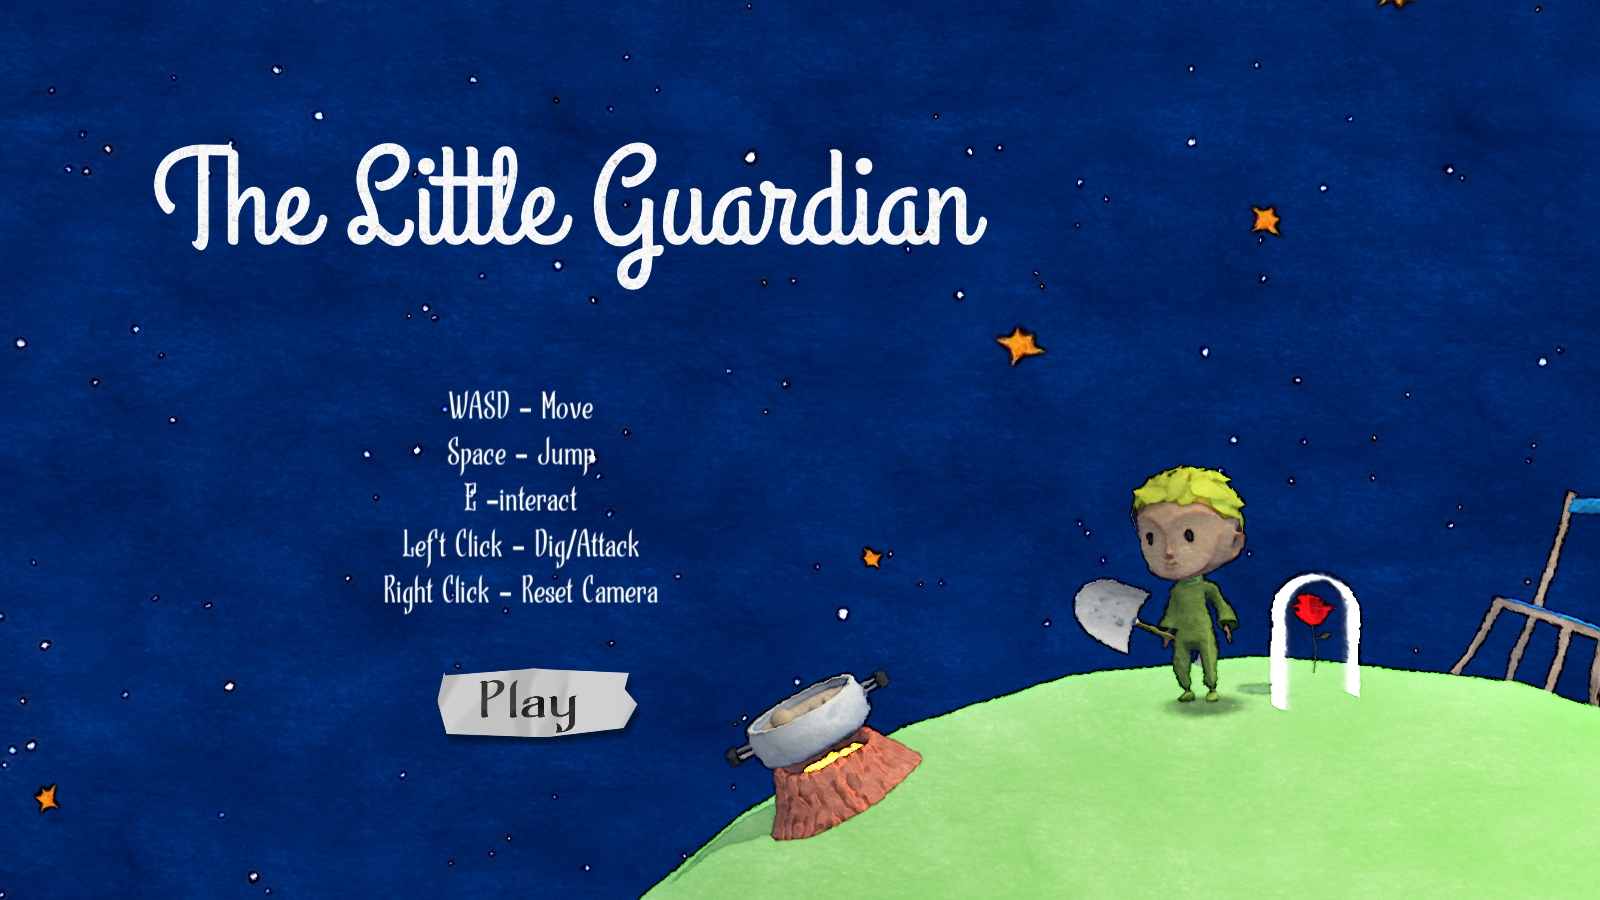 The Little Guardian
WASD - Move
Space - Jump
E -interact
Left Click - Dig/Attack
Right Click - Reset Camera
Play